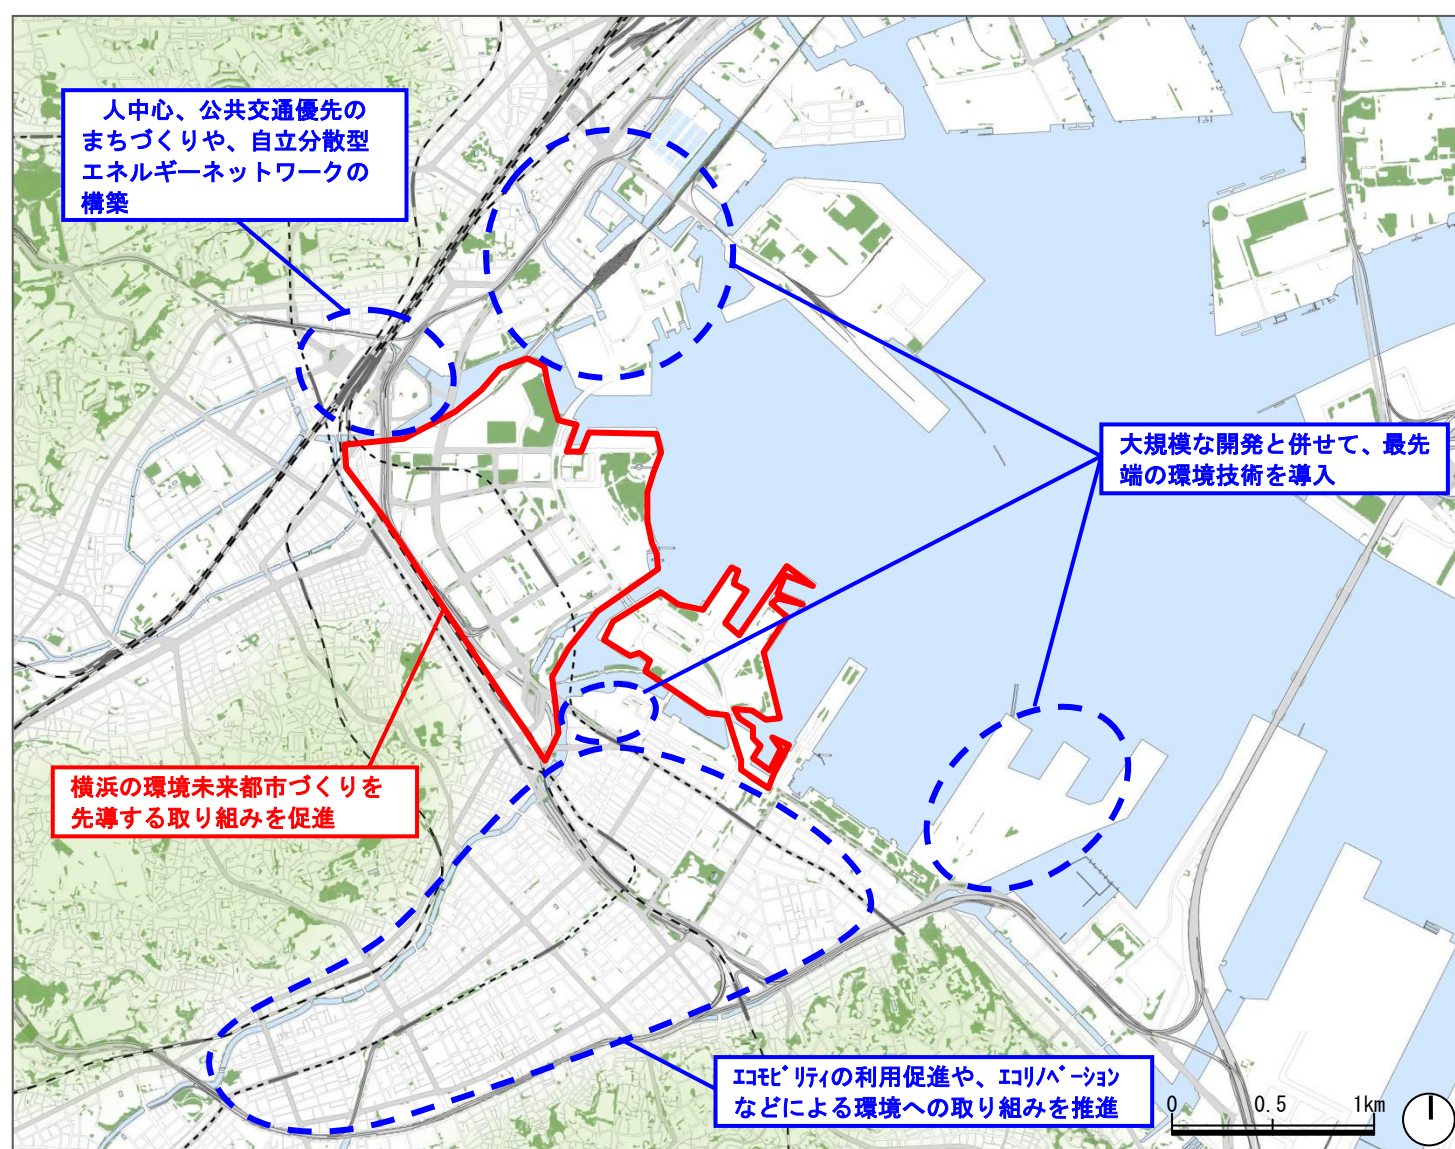 人中心、公共交通優先の
まちづくりや、自立分散型
エネルギーネットワークの
構築
大規模な開発と併せて、最先
端の環境技術を導入
横浜の環境未来都市づくりを
先導する取り組みを促進
ｴｺﾓﾋﾞﾘﾃｨの利用促進や、ｴｺﾘﾉﾍﾞｰｼｮﾝ
などによる環境への取り組みを推進
0 0.5 1km